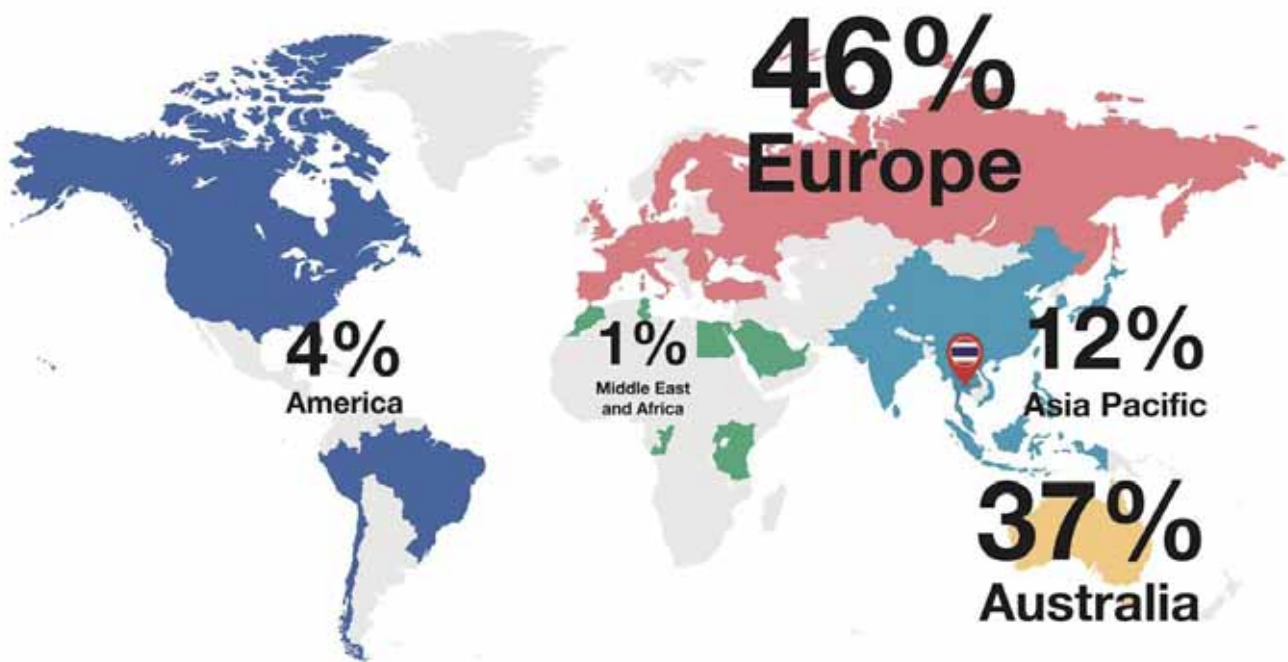 46%
Europe
4%
America
1%
Middle East
and Africa
12%
Asia Pacific
37%
Australia